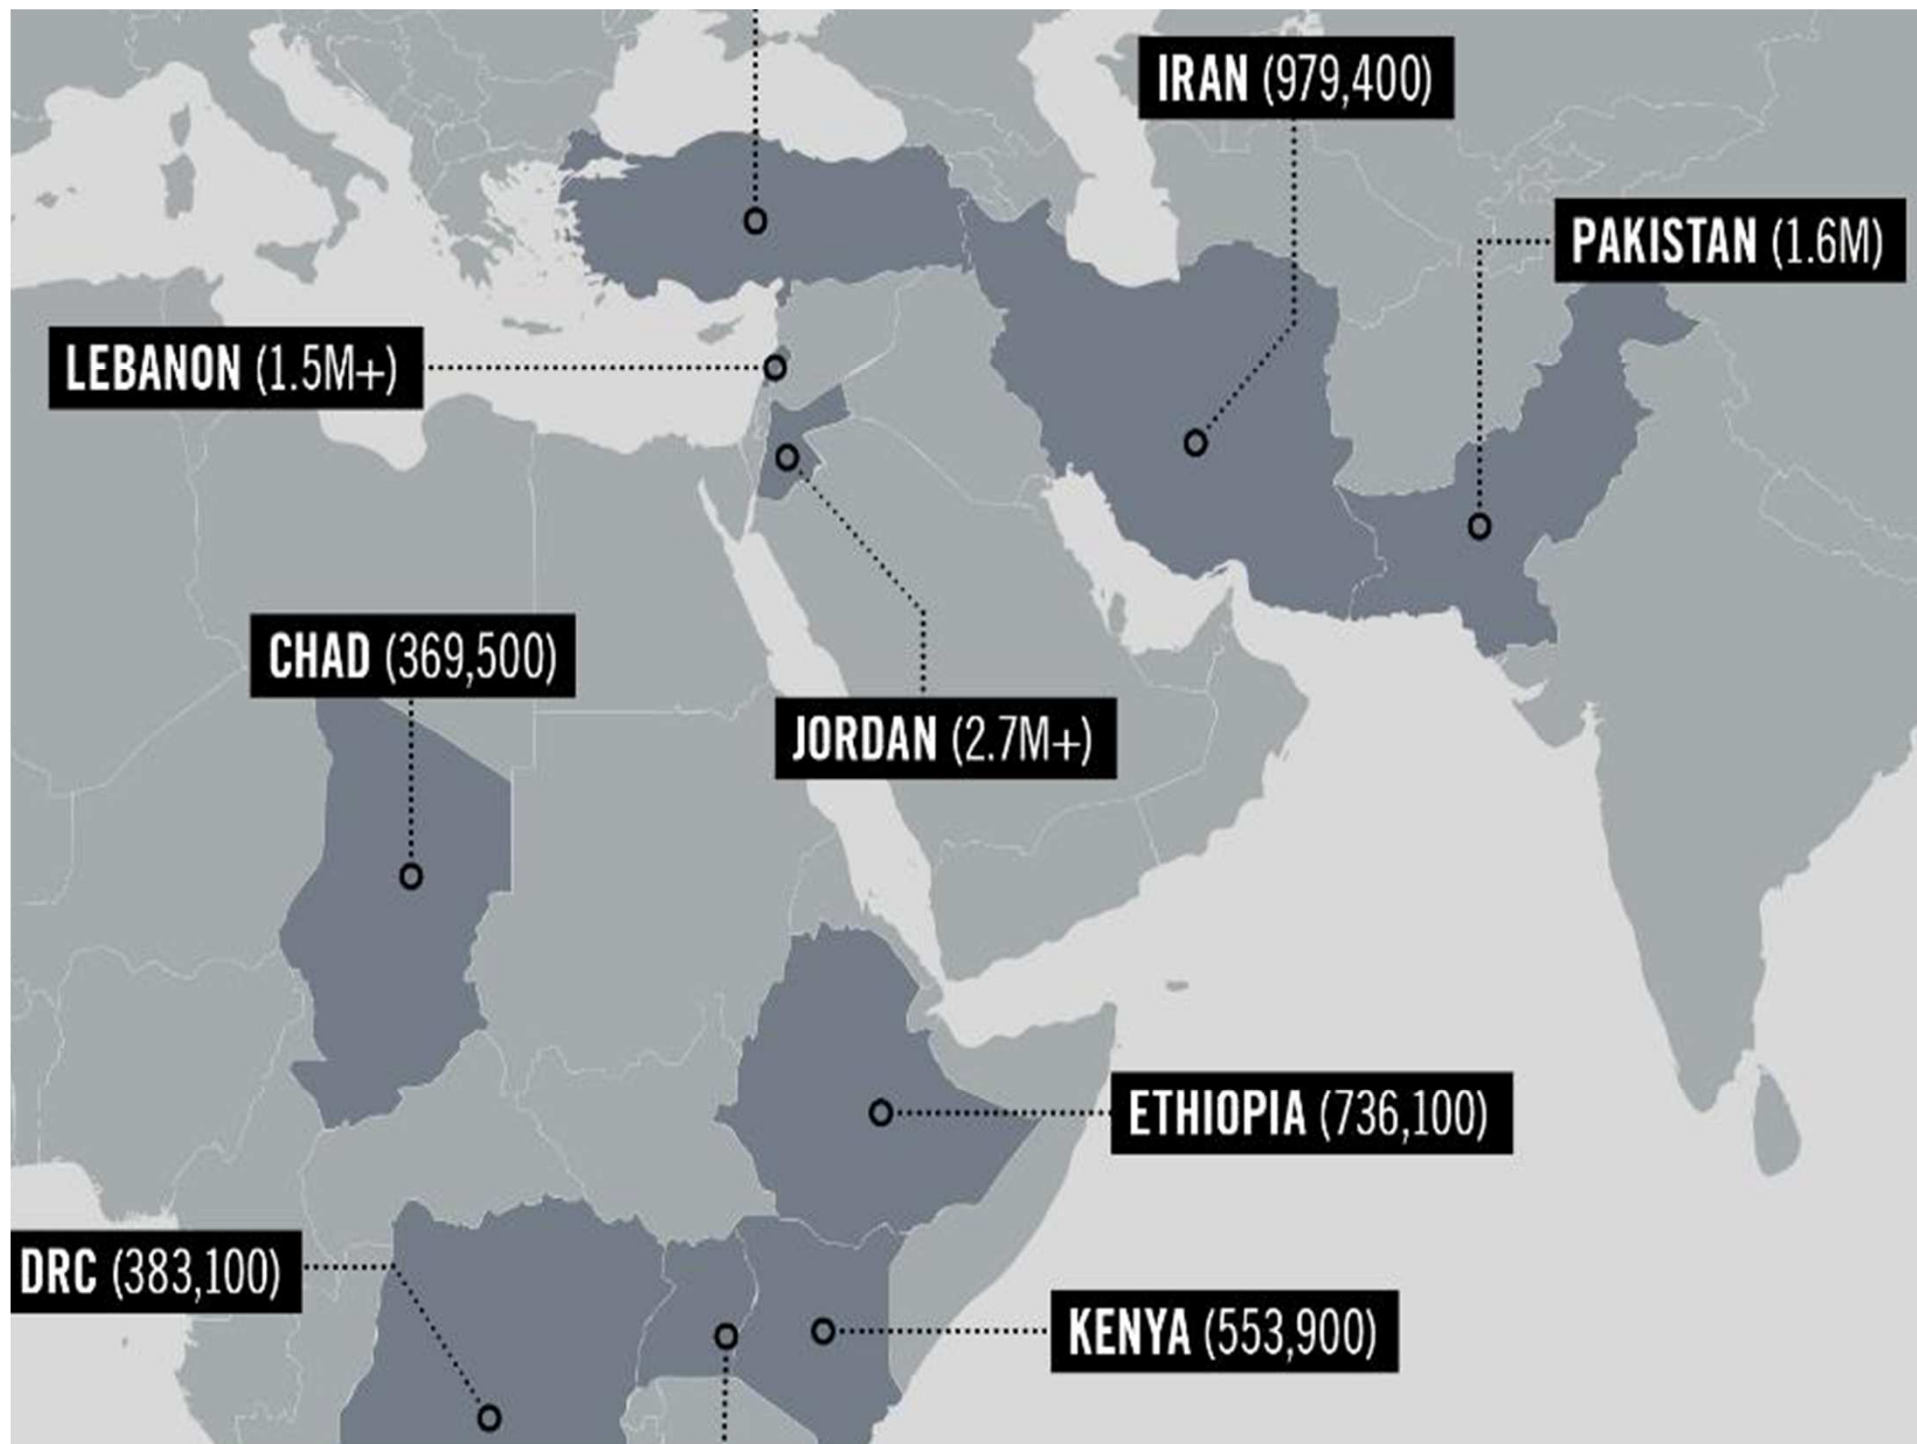 IRAN (979,400)
PAKISTAN (1.6M)
LEBANON (1.5M+)
CHAD (369,500)
JORDAN (2.7M+)
ETHIOPIA (736,100)
DRC (383,100)
KENYA (553,900)